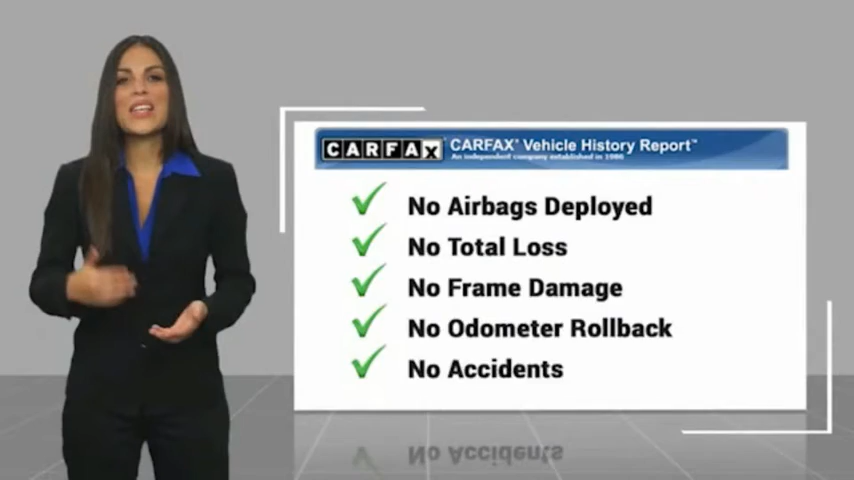 CARFAX CARFAX™ Vehicle History Report™
An independent company established in 1986
No Airbags Deployed
No Total Loss
No Frame Damage
No Odometer Rollback
No Accidents
No Accidents